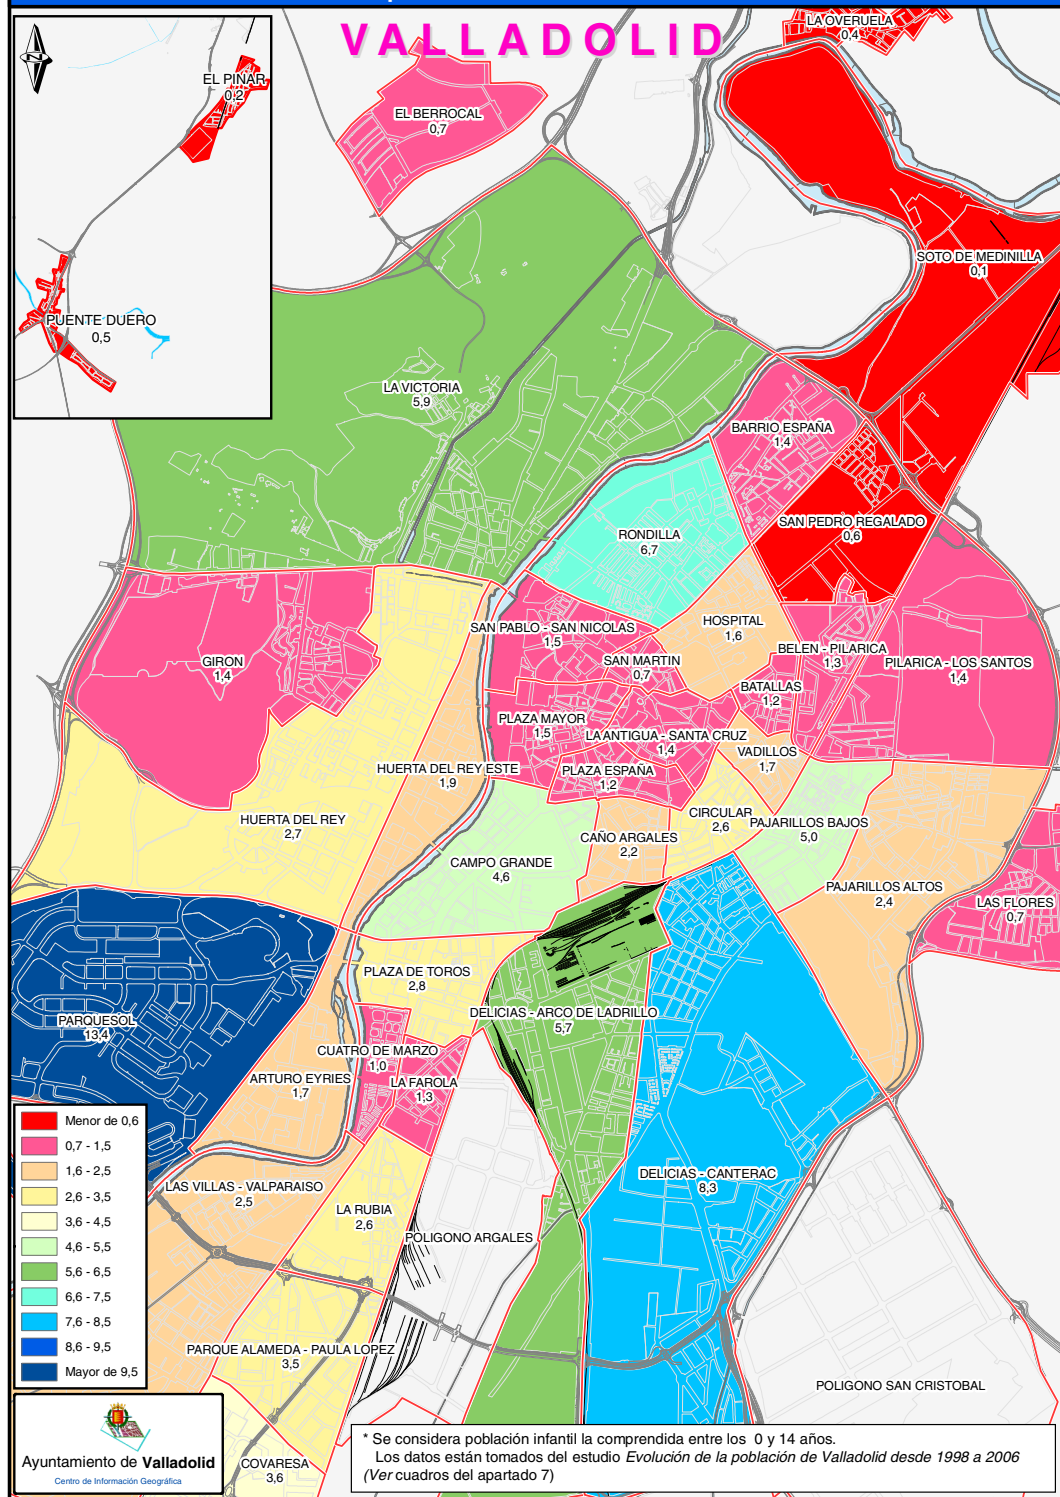 VALLADOLID
LA OVERUELA
0,4
EL PINAR
0,2
EL BERROCAL
0,7
SOTO DE MEDINILLA
0,1
PUENTE DUERO
0,5
LA VICTORIA
5,9
BARRIO ESPAÑA
1,4
SAN PEDRO REGALADO
0,6
RONDILLA
6,7
HOSPITAL
1,6
SAN PABLO - SAN NICOLAS
1,5
BELEN - PILARICA
1,3
PILARICA - LOS SANTOS
1,4
GIRON
1,4
SAN MARTIN
0,7
BATALLAS
1,2
PLAZA MAYOR
1,5
LA ANTIGUA - SANTA CRUZ
1,4
VADILLOS
1,7
HUERTA DEL REY ESTE
1,9
PLAZA ESPAÑA
1,2
HUERTA DEL REY
2,7
CIRCULAR
2,6
PAJARILLOS BAJOS
5,0
CAÑO ARGALES
2,2
CAMPO GRANDE
4,6
PAJARILLOS ALTOS
2,4
LAS FLORES
0,7
PLAZA DE TOROS
2,8
DELICIAS - ARCO DE LADRILLO
5,7
PARQUESOL
13,4
CUATRO DE MARZO
1,0
ARTURO EYRIES
1,7
LA FAROLA
1,3
DELICIAS - CANTERAC
8,3
LAS VILLAS - VALPARAISO
2,5
LA RUBIA
2,6
POLIGONO ARGALES
PARQUE ALAMEDA - PAULA LOPEZ
3,5
POLIGONO SAN CRISTOBAL
COVARESA
3,6
Menor de 0,6
0,7 - 1,5
1,6 - 2,5
2,6 - 3,5
3,6 - 4,5
4,6 - 5,5
5,6 - 6,5
6,6 - 7,5
7,6 - 8,5
8,6 - 9,5
Mayor de 9,5
Ayuntamiento de Valladolid
Centro de Información Geográfica
* Se considera población infantil la comprendida entre los 0 y 14 años.
Los datos están tomados del estudio Evolución de la población de Valladolid desde 1998 a 2006
(Ver cuadros del apartado 7)